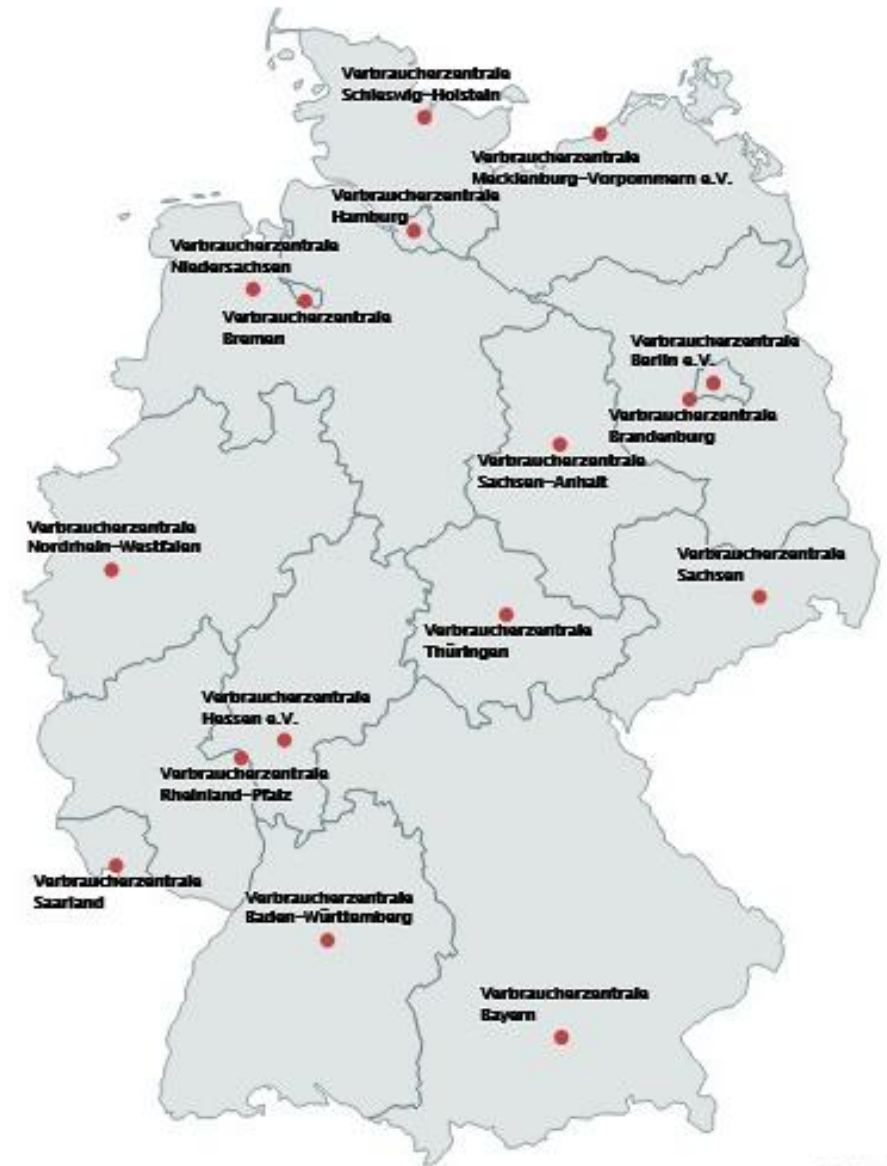 Verbraucherzentrale
Schleswig-Holstein
Verbraucherzentrale
Mecklenburg-Vorpommern e.V.
Verbraucherzentrale
Hamburg
Verbraucherzentrale
Niedersachsen
Verbraucherzentrale
Bremen
Verbraucherzentrale
Berlin e.V.
Verbraucherzentrale
Brandenburg
Verbraucherzentrale
Sachsen-Anhalt
Verbraucherzentrale
Nordrhein-Westfalen
Verbraucherzentrale
Sachsen
Verbraucherzentrale
Thüringen
Verbraucherzentrale
Hessen e.V.
Verbraucherzentrale
Rheinland-Pfalz
Verbraucherzentrale
Saarland
Verbraucherzentrale
Baden-Württemberg
Verbraucherzentrale
Bayern